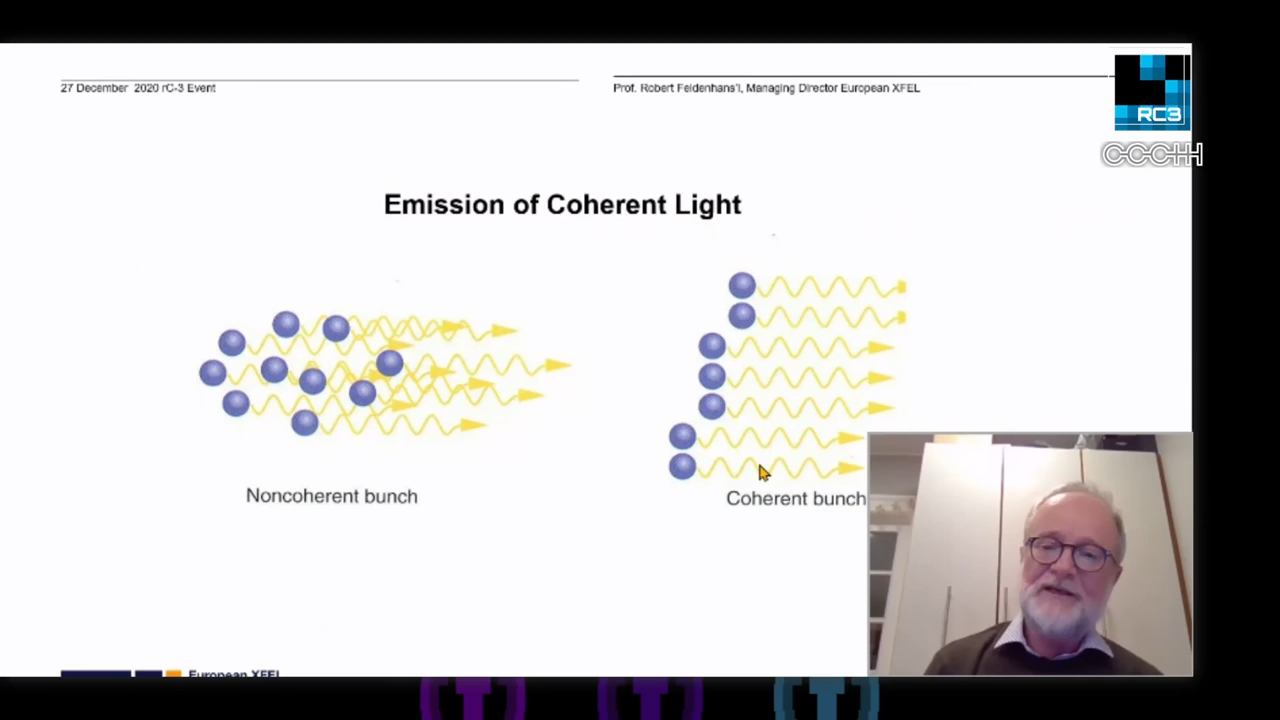 27 December 2020 rC-3 Event
Prof. Robert Feidenhans'l, Managing Director European XFEL
RC3
CCCHH
Emission of Coherent Light
Noncoherent bunch
Coherent bunch
European XFEL